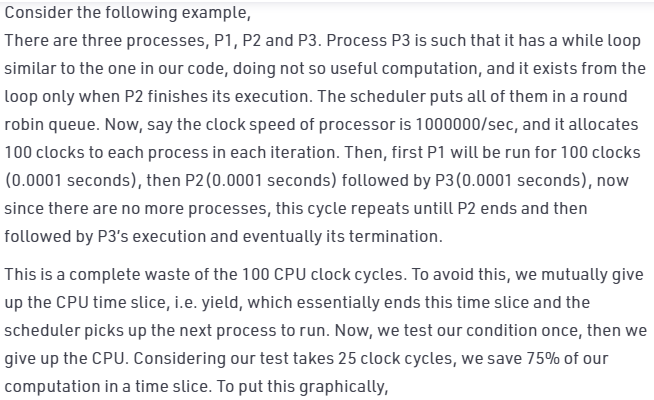 Consider the following example,
There are three processes, P1, P2 and P3. Process P3 is such that it has a while loop
similar to the one in our code, doing not so useful computation, and it exists from the
loop only when P2 finishes its execution. The scheduler puts all of them in a round
robin queue. Now, say the clock speed of processor is 1000000/sec, and it allocates
100 clocks to each process in each iteration. Then, first P1 will be run for 100 clocks
(0.0001 seconds), then P2(0.0001 seconds) followed by P3(0.0001 seconds), now
since there are no more processes, this cycle repeats untill P2 ends and then
followed by P3's execution and eventually its termination.
This is a complete waste of the 100 CPU clock cycles. To avoid this, we mutually give
up the CPU time slice, i.e. yield, which essentially ends this time slice and the
scheduler picks up the next process to run. Now, we test our condition once, then we
give up the CPU. Considering our test takes 25 clock cycles, we save 75% of our
computation in a time slice. To put this graphically,